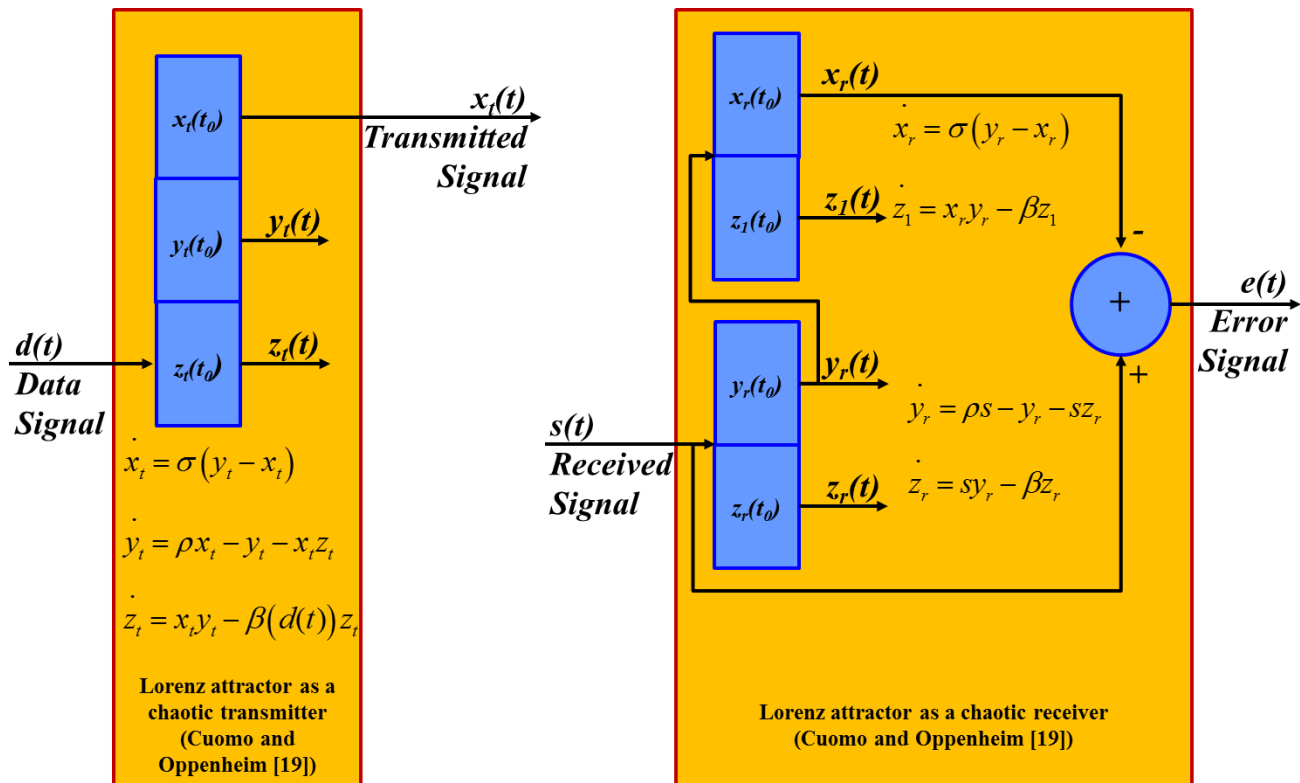 x_t(t_0)
x_t(t)
Transmitted
Signal
y_t(t_0)
y_t(t)
d(t)
Data
Signal
z_t(t_0)
z_t(t)
ẋ_t = σ(y_t − x_t)
ẏ_t = ρx_t − y_t − x_t z_t
ż_t = x_t y_t − β(d(t))z_t
Lorenz attractor as a
chaotic transmitter
(Cuomo and
Oppenheim [19])
x_r(t_0)
x_r(t)
ẋ_r = σ(y_r − x_r)
z_1(t_0)
z_1(t)
ż_1 = x_r y_r − βz_1
-
+
+
e(t)
Error
Signal
y_r(t_0)
y_r(t)
ẏ_r = ρs − y_r − sz_r
s(t)
Received
Signal
z_r(t_0)
z_r(t)
ż_r = sy_r − βz_r
Lorenz attractor as a chaotic receiver
(Cuomo and Oppenheim [19])